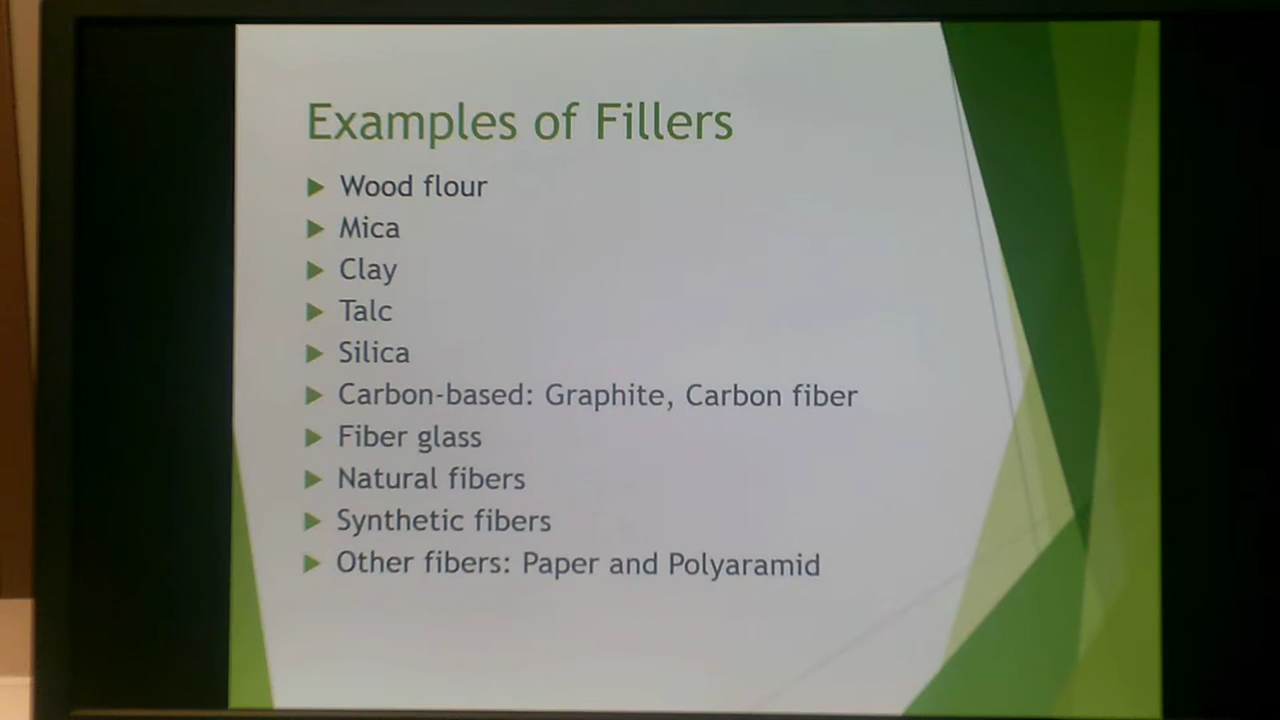 Examples of Fillers
Wood flour
Mica
Clay
Talc
Silica
Carbon-based: Graphite, Carbon fiber
Fiber glass
Natural fibers
Synthetic fibers
Other fibers: Paper and Polyaramid